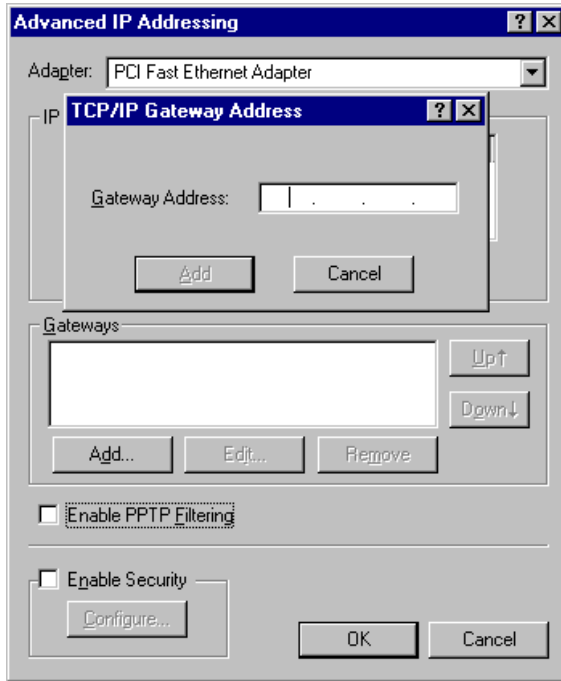 Advanced IP Addressing
Adapter: PCI Fast Ethernet Adapter
IP
TCP/IP Gateway Address
Gateway Address: . . .
Add Cancel
Gateways
Up↑
Down↓
Add... Edit... Remove
Enable PPTP Filtering
Enable Security
Configure...
OK Cancel